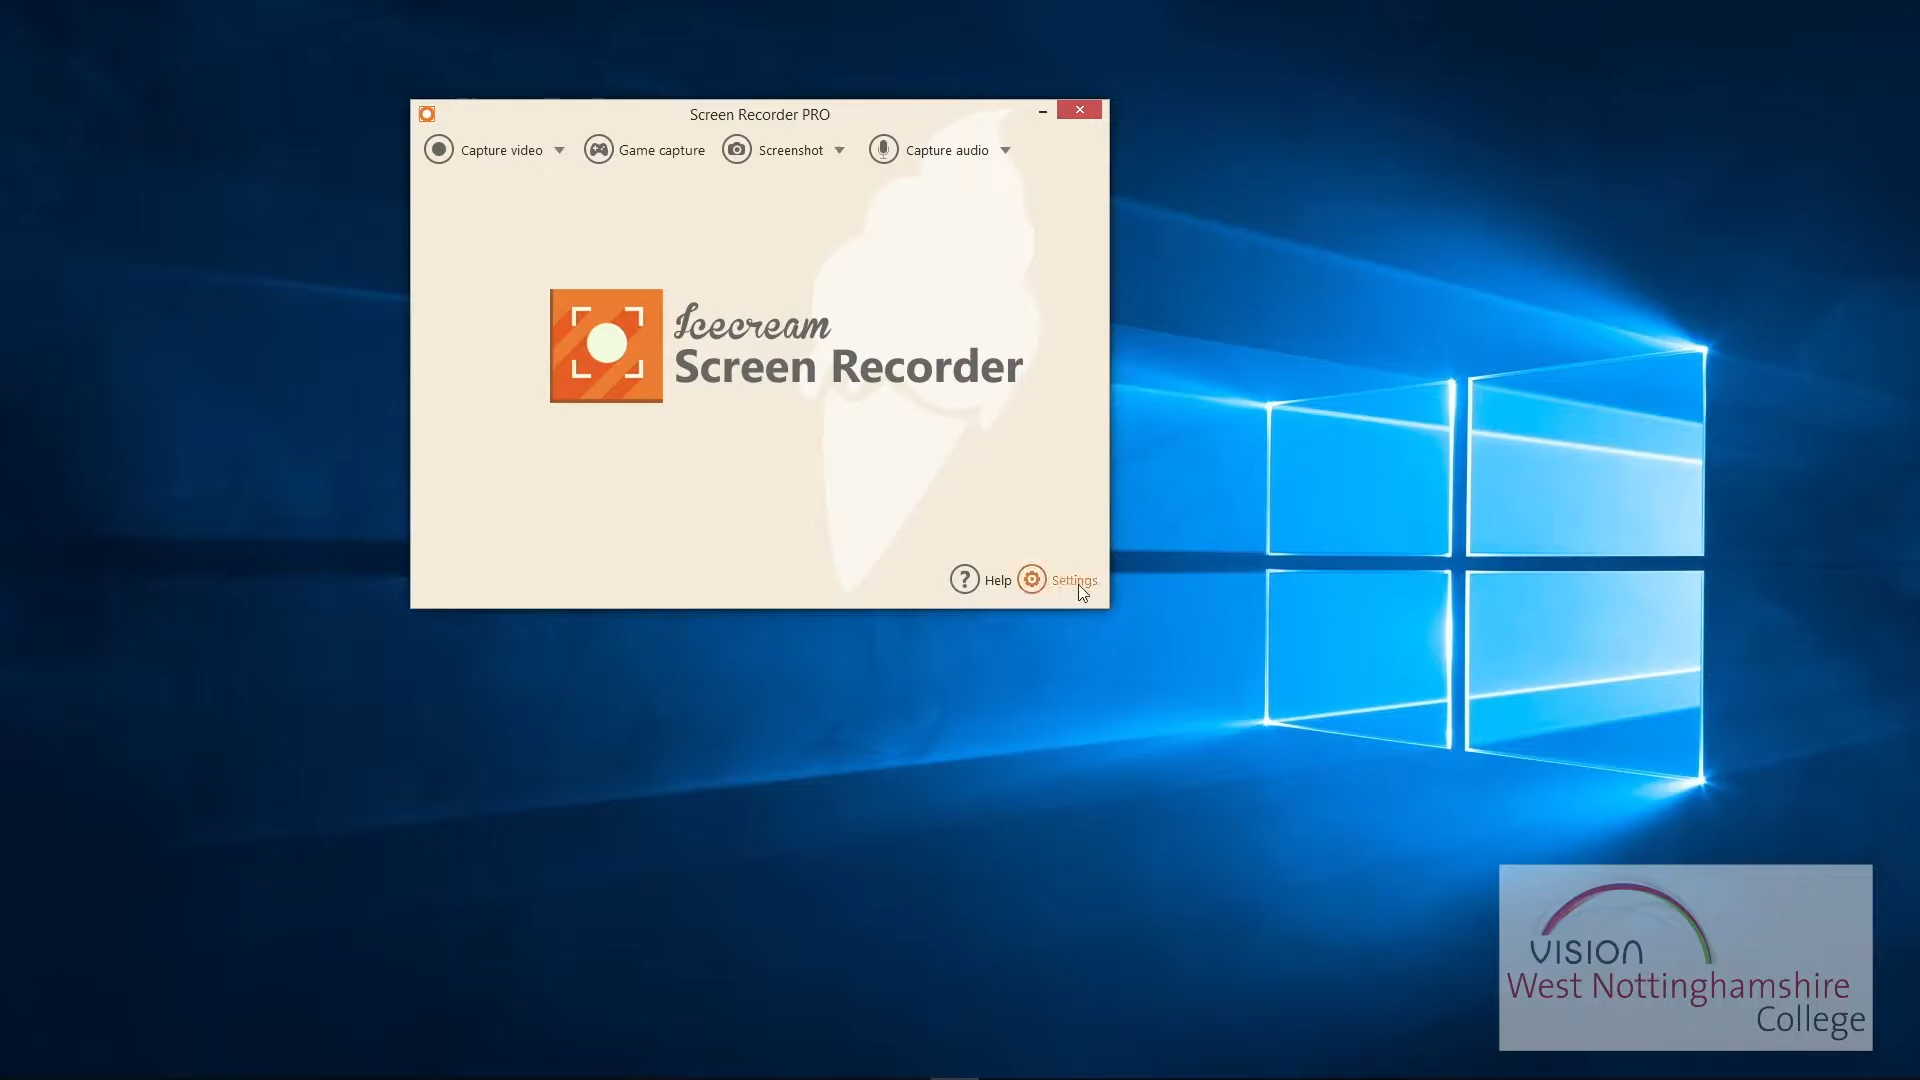 Screen Recorder PRO
Capture video
Game capture
Screenshot
Capture audio
Icecream
Screen Recorder
? Help
Settings
VISION
West Nottinghamshire
College